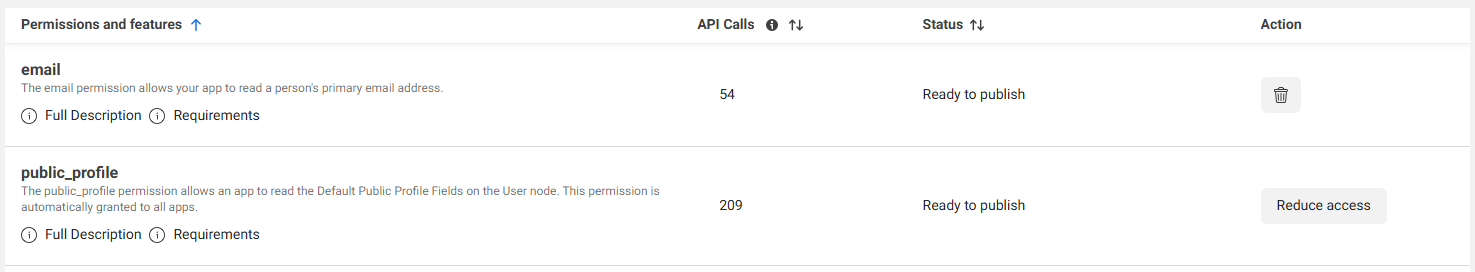 Permissions and features API Calls Status Action
email
The email permission allows your app to read a person's primary email address.
54 Ready to publish
Full Description Requirements
public_profile
The public_profile permission allows an app to read the Default Public Profile Fields on the User node. This permission is
automatically granted to all apps.
209 Ready to publish Reduce access
Full Description Requirements